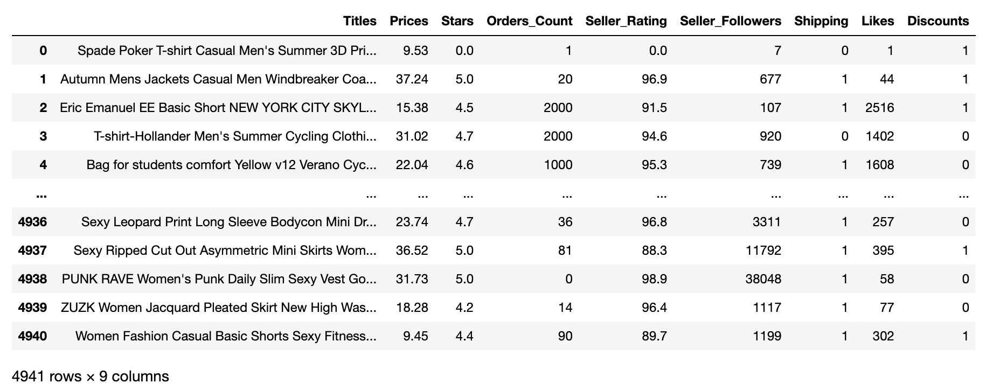 Titles Prices Stars Orders_Count Seller_Rating Seller_Followers Shipping Likes Discounts
0 Spade Poker T-shirt Casual Men's Summer 3D Pri... 9.53 0.0 1 0.0 7 0 1 1
1 Autumn Mens Jackets Casual Men Windbreaker Coa... 37.24 5.0 20 96.9 677 1 44 1
2 Eric Emanuel EE Basic Short NEW YORK CITY SKYL... 15.38 4.5 2000 91.5 107 1 2516 1
3 T-shirt-Hollander Men's Summer Cycling Clothi... 31.02 4.7 2000 94.6 920 0 1402 0
4 Bag for students comfort Yellow v12 Verano Cyc... 22.04 4.6 1000 95.3 739 1 1608 0
... ... ... ... ... ... ... ... ... ...
4936 Sexy Leopard Print Long Sleeve Bodycon Mini Dr... 23.74 4.7 36 96.8 3311 1 257 0
4937 Sexy Ripped Cut Out Asymmetric Mini Skirts Wom... 36.52 5.0 81 88.3 11792 1 395 1
4938 PUNK RAVE Women's Punk Daily Slim Sexy Vest Go... 31.73 5.0 0 98.9 38048 1 58 0
4939 ZUZK Women Jacquard Pleated Skirt New High Was... 18.28 4.2 14 96.4 1117 1 77 0
4940 Women Fashion Casual Basic Shorts Sexy Fitness... 9.45 4.4 90 89.7 1199 1 302 1
4941 rows × 9 columns